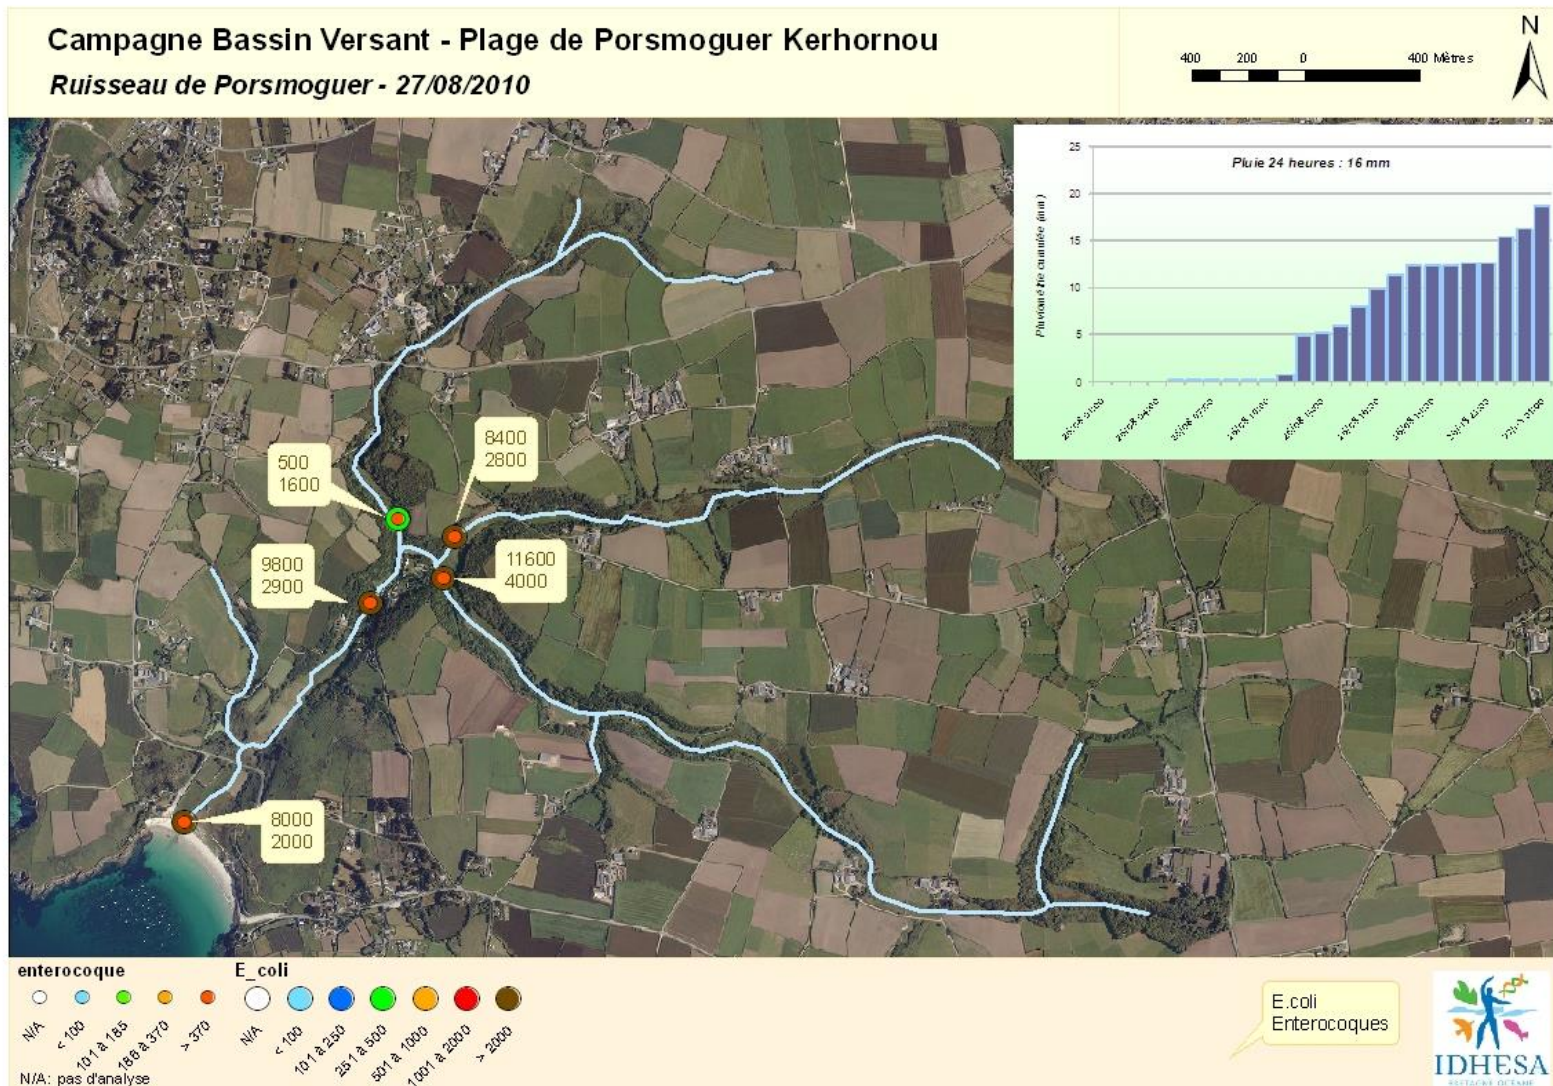 Campagne Bassin Versant - Plage de Porsmoguer Kerhornou
Ruisseau de Porsmoguer - 27/08/2010
400 200 0 400 Mètres
N
Pluie 24 heures : 16 mm
25
20
15
10
5
0
500
1600
8400
2800
9800
2900
11600
4000
8000
2000
enterocoque
N/A
< 100
101 à 185
186 à 370
> 370
N/A: pas d'analyse
E_coli
N/A
< 100
101 à 250
251 à 500
501 à 1000
1001 à 2000
> 2000
E.coli
Enterocoques
IDHESA
BRETAGNE OCEANE